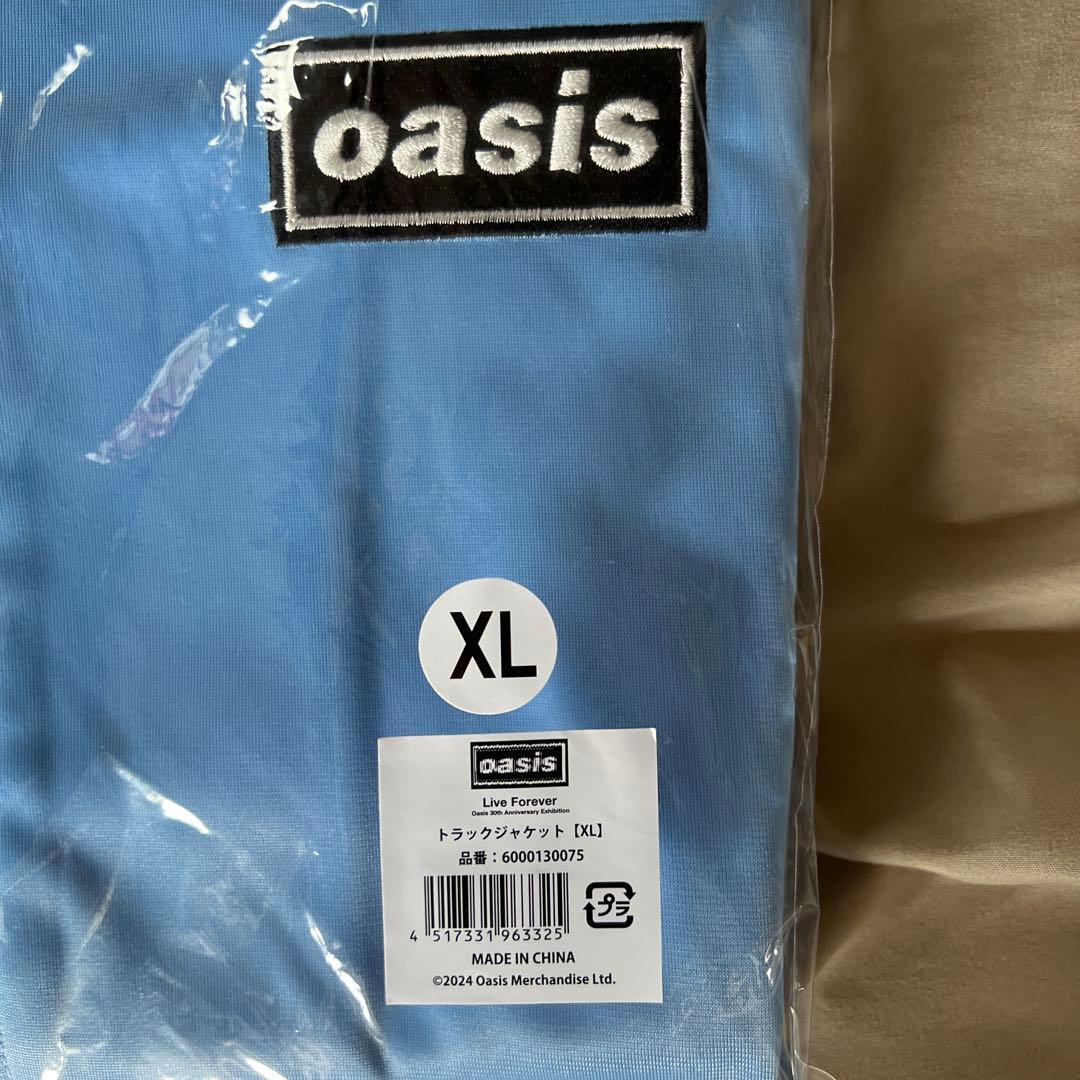 oasis
XL
oasis
Live Forever
Oasis 30th Anniversary Exhibition
トラックジャケット【XL】
品番：6000130075
プラ
4 517331 963325
MADE IN CHINA
©2024 Oasis Merchandise Ltd.